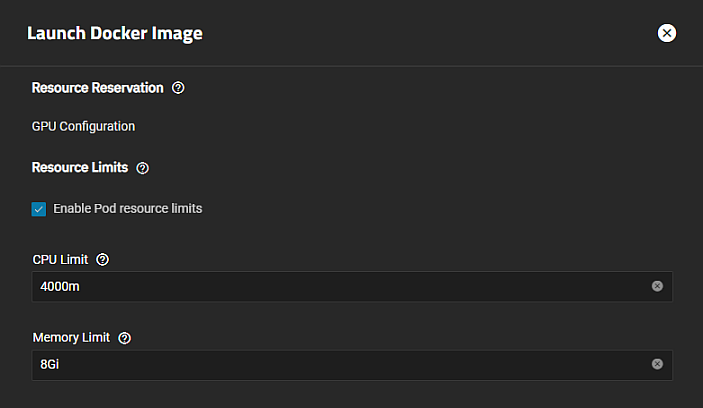 Launch Docker Image
Resource Reservation
GPU Configuration
Resource Limits
Enable Pod resource limits
CPU Limit
4000m
Memory Limit
8Gi